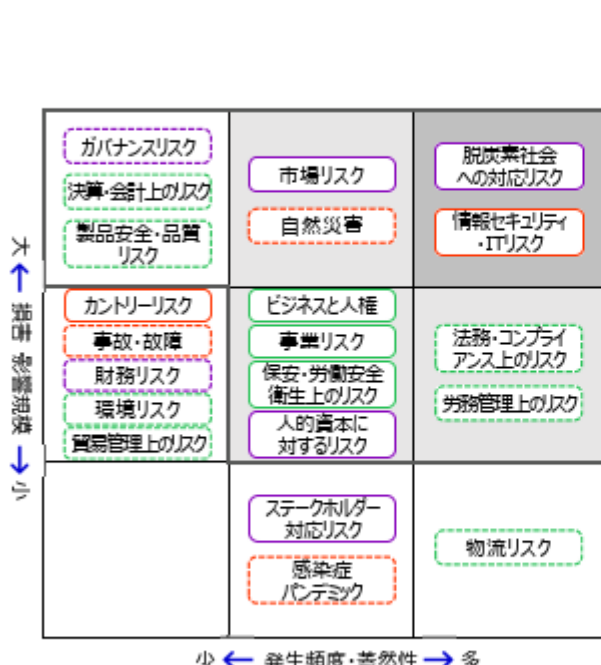 ガバナンスリスク
決算・会計上のリスク
製品安全・品質
リスク
市場リスク
自然災害
脱炭素社会
への対応リスク
情報セキュリティ
・ITリスク
カントリーリスク
事故・故障
財務リスク
環境リスク
貿易管理上のリスク
ビジネスと人権
事業リスク
保安・労働安全
衛生上のリスク
人的資本に
対するリスク
法務・コンプライ
アンス上のリスク
労務管理上のリスク
ステークホルダー
対応リスク
感染症
パンデミック
物流リスク
大 ← 損害 影響規模 → 小
少 ← 発生頻度・蓋然性 → 多